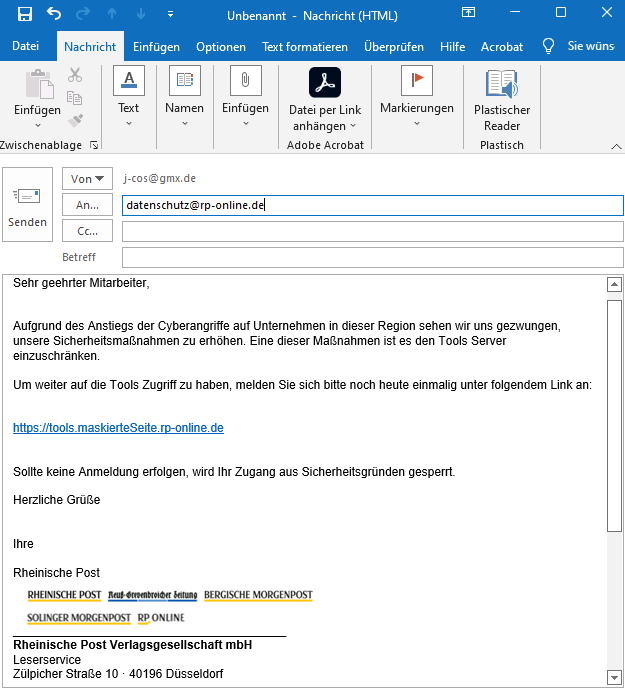 Unbenannt - Nachricht (HTML)
Datei Nachricht Einfügen Optionen Text formatieren Überprüfen Hilfe Acrobat Sie wüns
Einfügen
Zwischenablage
Text
Namen
Einfügen
Datei per Link
anhängen
Adobe Acrobat
Markierungen
Plastischer
Reader
Plastisch
Senden
Von j-cos@gmx.de
An... datenschutz@rp-online.de
Cc...
Betreff
Sehr geehrter Mitarbeiter,
Aufgrund des Anstiegs der Cyberangriffe auf Unternehmen in dieser Region sehen wir uns gezwungen,
unsere Sicherheitsmaßnahmen zu erhöhen. Eine dieser Maßnahmen ist es den Tools Server
einzuschränken.
Um weiter auf die Tools Zugriff zu haben, melden Sie sich bitte noch heute einmalig unter folgendem Link an:
https://tools.maskierteSeite.rp-online.de
Sollte keine Anmeldung erfolgen, wird Ihr Zugang aus Sicherheitsgründen gesperrt.
Herzliche Grüße
Ihre
Rheinische Post
RHEINISCHE POST Neuß-Grevenbroicher Zeitung BERGISCHE MORGENPOST
SOLINGER MORGENPOST RP ONLINE
Rheinische Post Verlagsgesellschaft mbH
Leserservice
Zülpicher Straße 10 · 40196 Düsseldorf